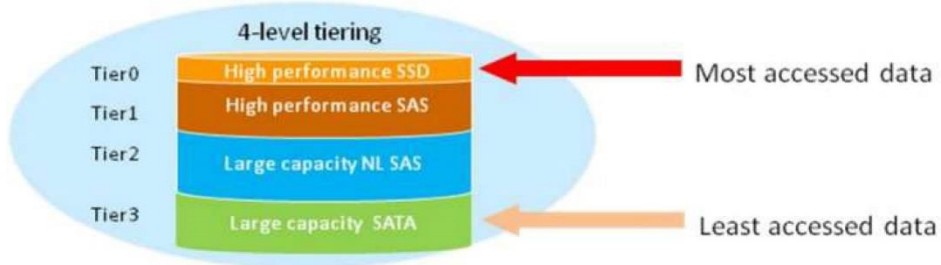 4-level tiering
Tier0
High performance SSD
Most accessed data
Tier1
High performance SAS
Tier2
Large capacity NL SAS
Tier3
Large capacity SATA
Least accessed data